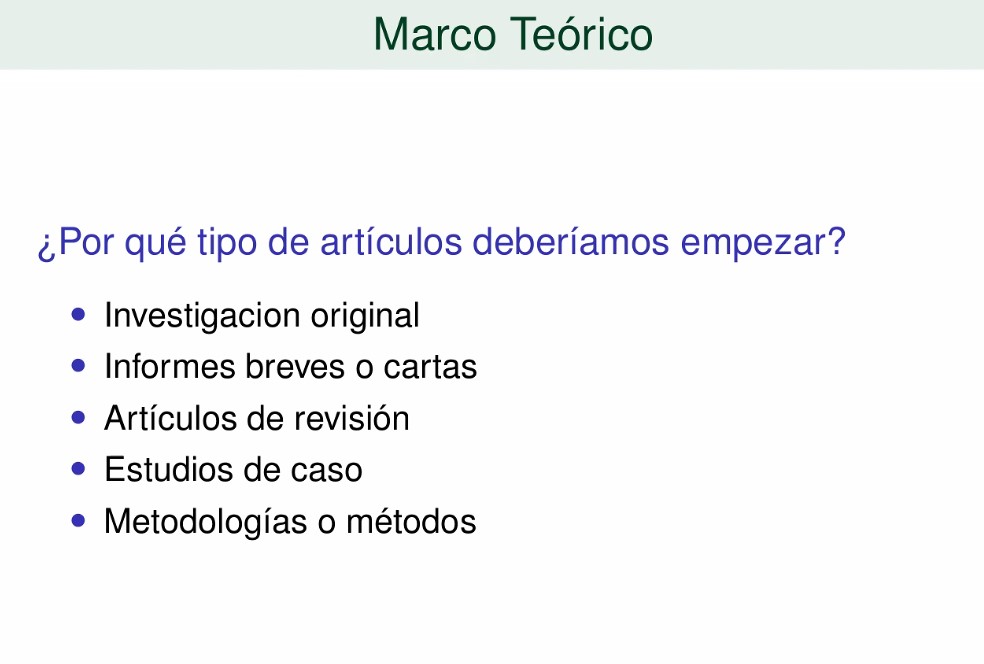 Marco Teórico
¿Por qué tipo de artículos deberíamos empezar?
• Investigacion original
• Informes breves o cartas
• Artículos de revisión
• Estudios de caso
• Metodologías o métodos